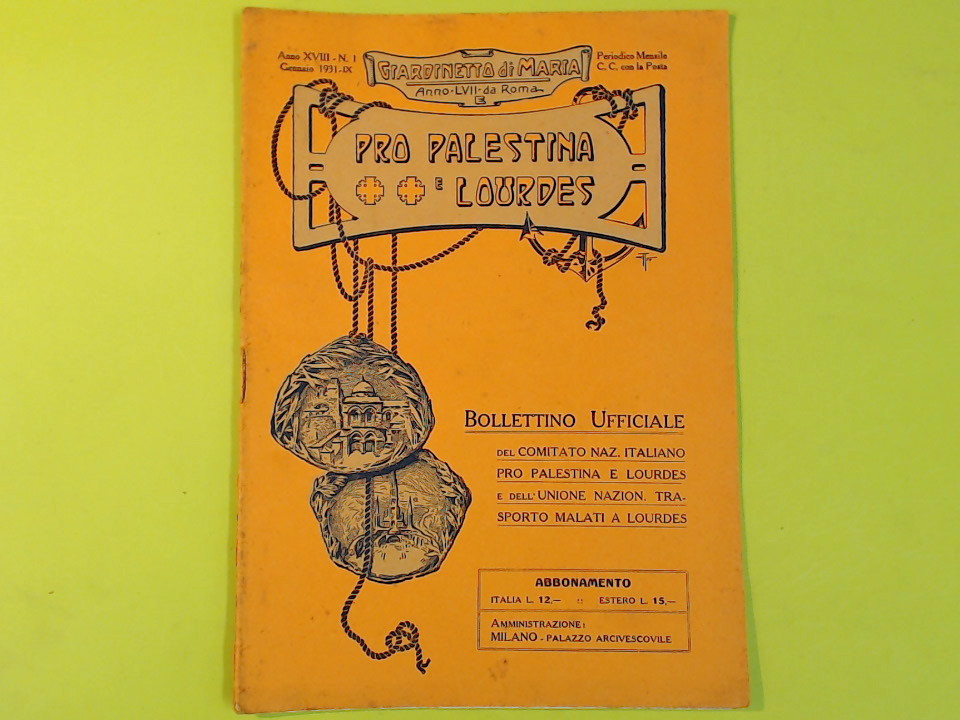 Anno XVIII - N. 1
Gennaio 1931-IX
GIARDINETTO di MARIA
Anno·LVII·da Roma
E
Periodico Mensile
C. C. con la Posta
PRO PALESTINA
E LOURDES
BOLLETTINO UFFICIALE
DEL COMITATO NAZ. ITALIANO
PRO PALESTINA E LOURDES
E DELL'UNIONE NAZION. TRA-
SPORTO MALATI A LOURDES
ABBONAMENTO
ITALIA L. 12,— :: ESTERO L. 15,—
AMMINISTRAZIONE:
MILANO - PALAZZO ARCIVESCOVILE